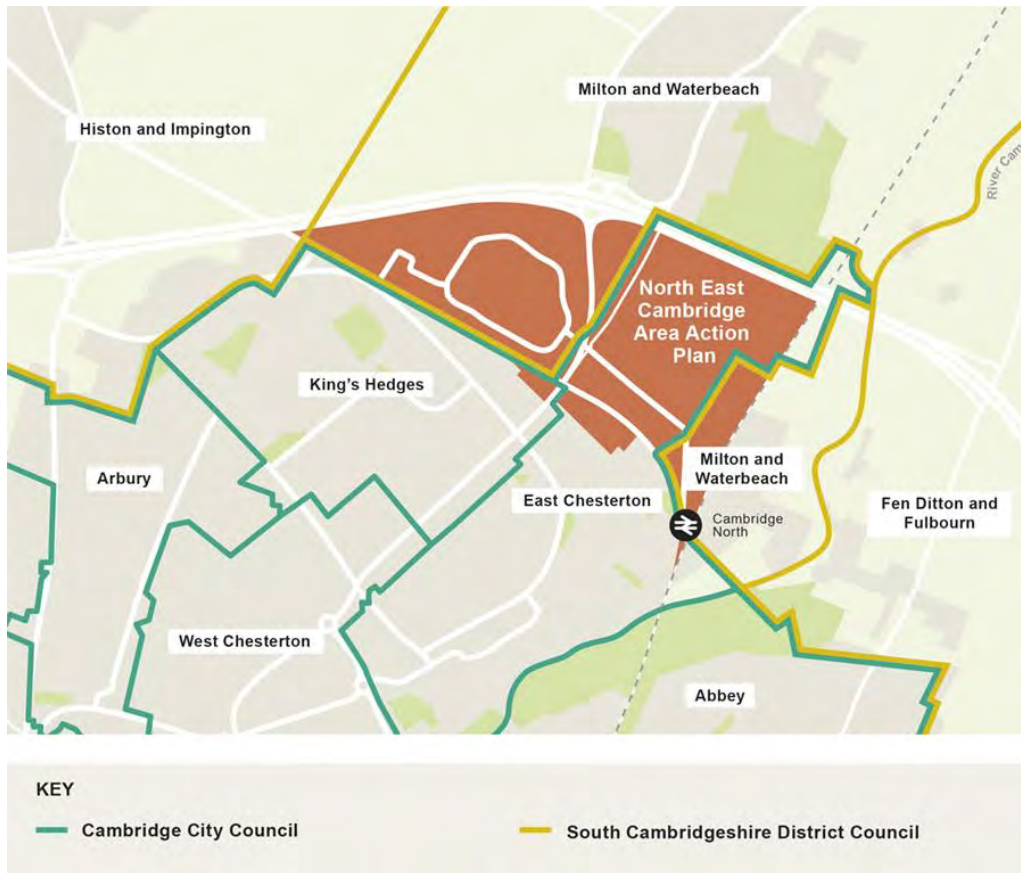 Milton and Waterbeach
Histon and Impington
River Cam
North East
Cambridge
Area Action
Plan
King's Hedges
Arbury
Milton and
Waterbeach
East Chesterton
Fen Ditton and
Fulbourn
Cambridge
North
West Chesterton
Abbey
KEY
Cambridge City Council
South Cambridgeshire District Council